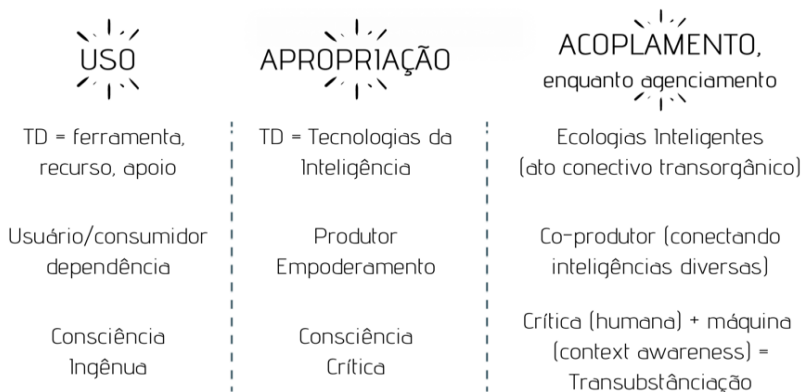 USO
TD = ferramenta,
recurso, apoio
Usuário/consumidor
dependência
Consciência
Ingênua
APROPRIAÇÃO
TD = Tecnologias da
Inteligência
Produtor
Empoderamento
Consciência
Crítica
ACOPLAMENTO,
enquanto agenciamento
Ecologias Inteligentes
(ato conectivo transorgânico)
Co-produtor (conectando
inteligências diversas)
Crítica (humana) + máquina
(context awareness) =
Transubstânciação